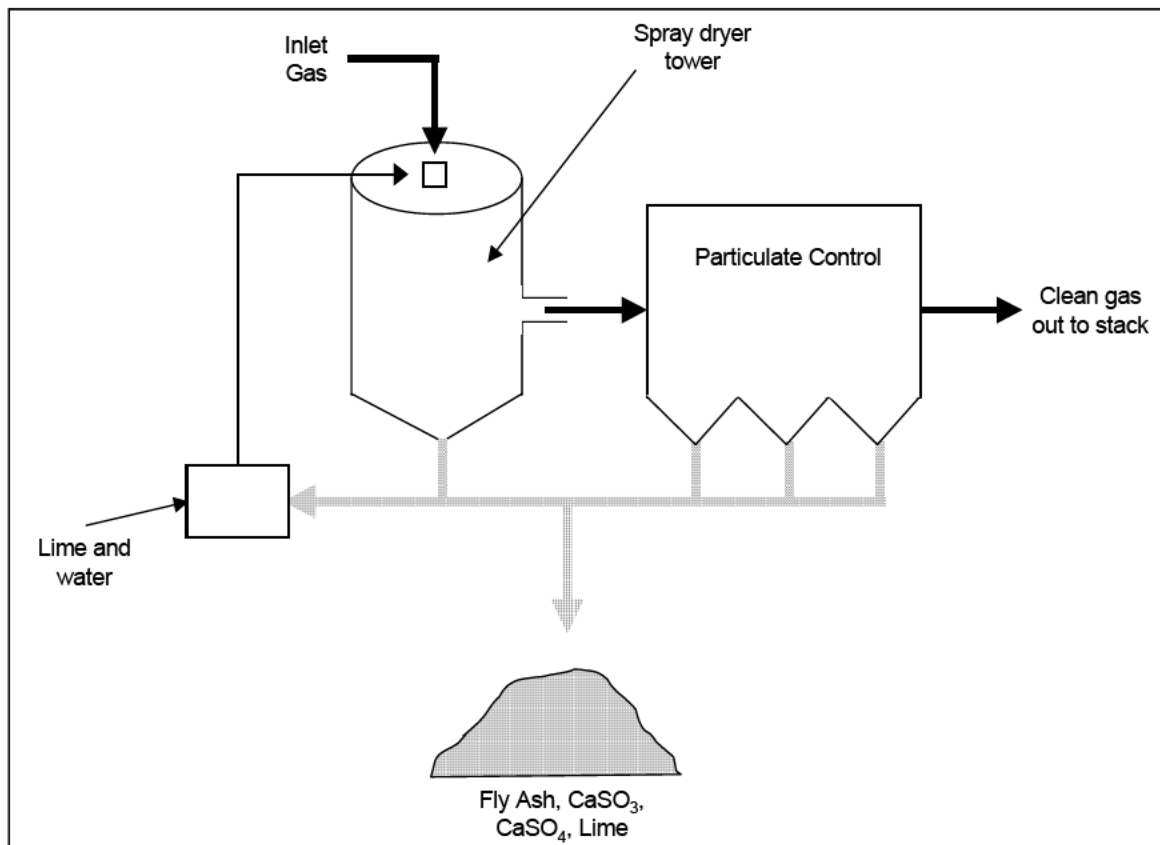 Inlet
Gas
Spray dryer
tower
Particulate Control
Clean gas
out to stack
Lime and
water
Fly Ash, CaSO₃,
CaSO₄, Lime